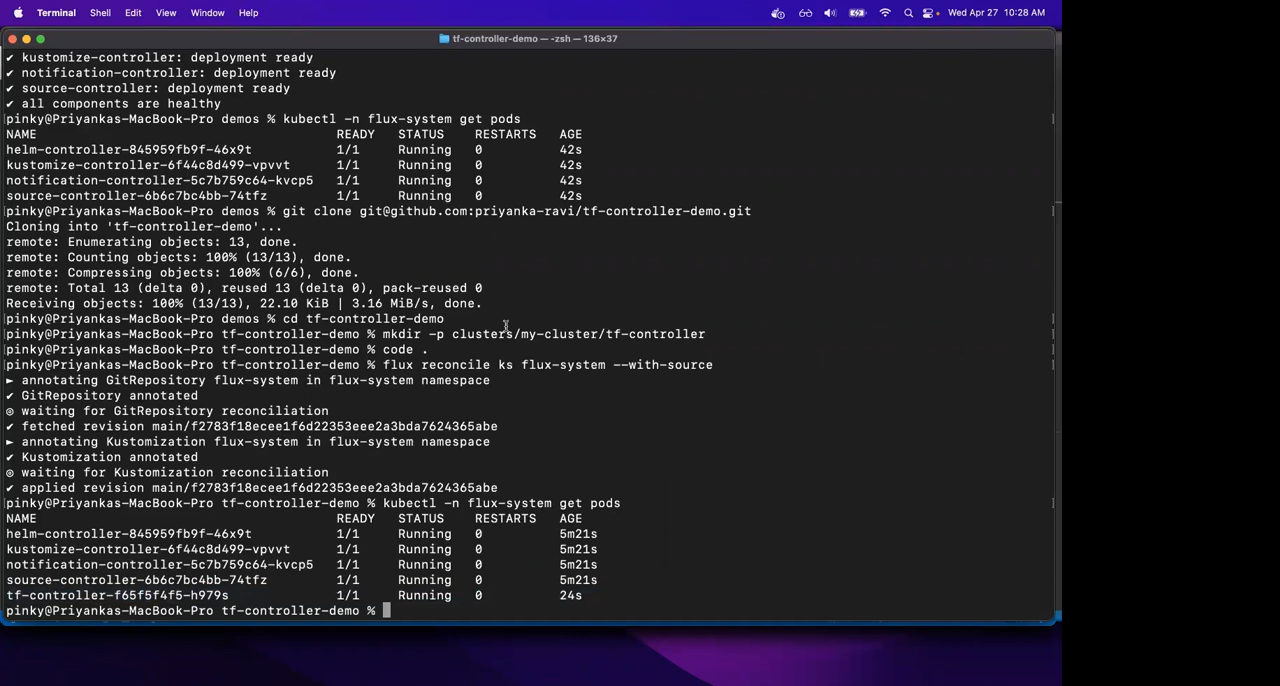 Terminal Shell Edit View Window Help Wed Apr 27 10:28 AM
tf-controller-demo — -zsh — 136×37
✔ kustomize-controller: deployment ready
✔ notification-controller: deployment ready
✔ source-controller: deployment ready
✔ all components are healthy
pinky@Priyankas-MacBook-Pro demos % kubectl -n flux-system get pods
NAME READY STATUS RESTARTS AGE
helm-controller-845959fb9f-46x9t 1/1 Running 0 42s
kustomize-controller-6f44c8d499-vpvvt 1/1 Running 0 42s
notification-controller-5c7b759c64-kvcp5 1/1 Running 0 42s
source-controller-6b6c7bc4bb-74tfz 1/1 Running 0 42s
pinky@Priyankas-MacBook-Pro demos % git clone git@github.com:priyanka-ravi/tf-controller-demo.git
Cloning into 'tf-controller-demo'...
remote: Enumerating objects: 13, done.
remote: Counting objects: 100% (13/13), done.
remote: Compressing objects: 100% (6/6), done.
remote: Total 13 (delta 0), reused 13 (delta 0), pack-reused 0
Receiving objects: 100% (13/13), 22.10 KiB | 3.16 MiB/s, done.
pinky@Priyankas-MacBook-Pro demos % cd tf-controller-demo
pinky@Priyankas-MacBook-Pro tf-controller-demo % mkdir -p clusters/my-cluster/tf-controller
pinky@Priyankas-MacBook-Pro tf-controller-demo % code .
pinky@Priyankas-MacBook-Pro tf-controller-demo % flux reconcile ks flux-system --with-source
► annotating GitRepository flux-system in flux-system namespace
✔ GitRepository annotated
◎ waiting for GitRepository reconciliation
✔ fetched revision main/f2783f18ecee1f6d22353eee2a3bda7624365abe
► annotating Kustomization flux-system in flux-system namespace
✔ Kustomization annotated
◎ waiting for Kustomization reconciliation
✔ applied revision main/f2783f18ecee1f6d22353eee2a3bda7624365abe
pinky@Priyankas-MacBook-Pro tf-controller-demo % kubectl -n flux-system get pods
NAME READY STATUS RESTARTS AGE
helm-controller-845959fb9f-46x9t 1/1 Running 0 5m21s
kustomize-controller-6f44c8d499-vpvvt 1/1 Running 0 5m21s
notification-controller-5c7b759c64-kvcp5 1/1 Running 0 5m21s
source-controller-6b6c7bc4bb-74tfz 1/1 Running 0 5m21s
tf-controller-f65f5f4f5-h979s 1/1 Running 0 24s
pinky@Priyankas-MacBook-Pro tf-controller-demo %